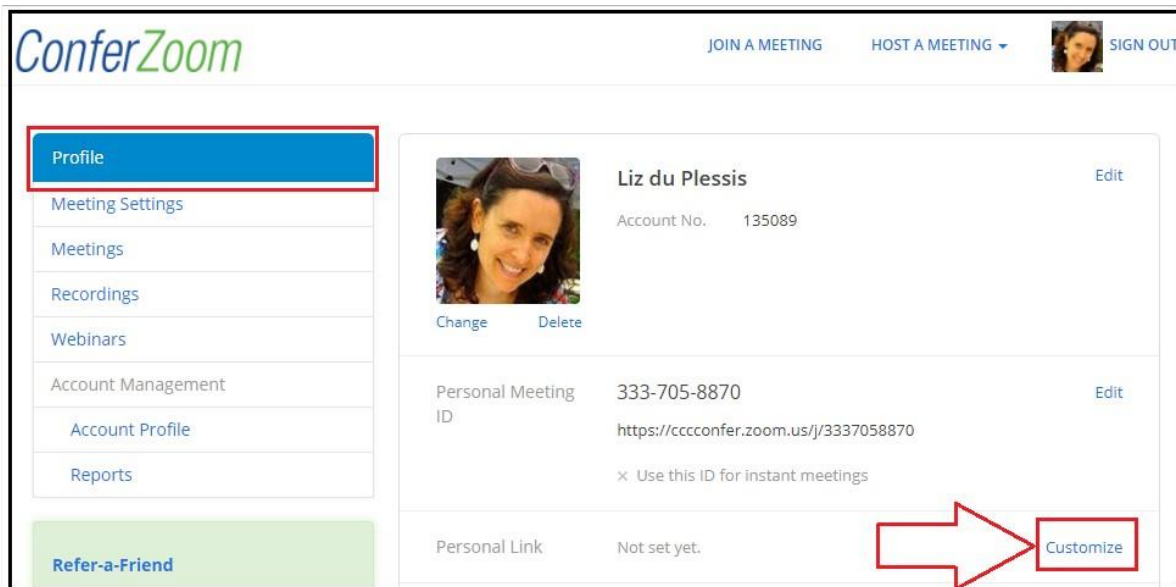 ConferZoom
JOIN A MEETING
HOST A MEETING
SIGN OUT
Profile
Meeting Settings
Meetings
Recordings
Webinars
Account Management
Account Profile
Reports
Refer-a-Friend
Liz du Plessis
Edit
Account No. 135089
Change Delete
Personal Meeting
ID
333-705-8870
Edit
https://cccconfer.zoom.us/j/3337058870
× Use this ID for instant meetings
Personal Link
Not set yet.
Customize